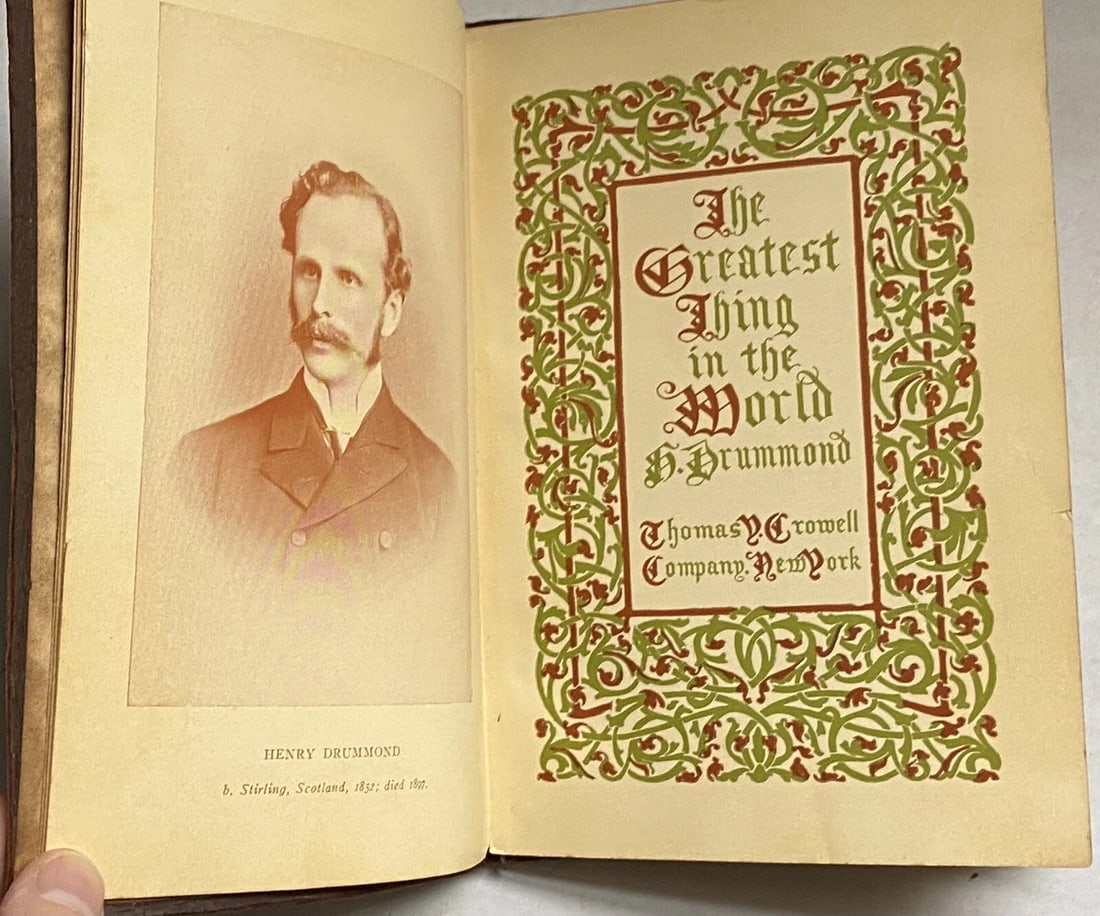 HENRY DRUMMOND
b. Stirling, Scotland, 1852; died 1897.
The
Greatest
Thing
in the
World
H. Drummond
Thomas Y. Crowell
Company. New York